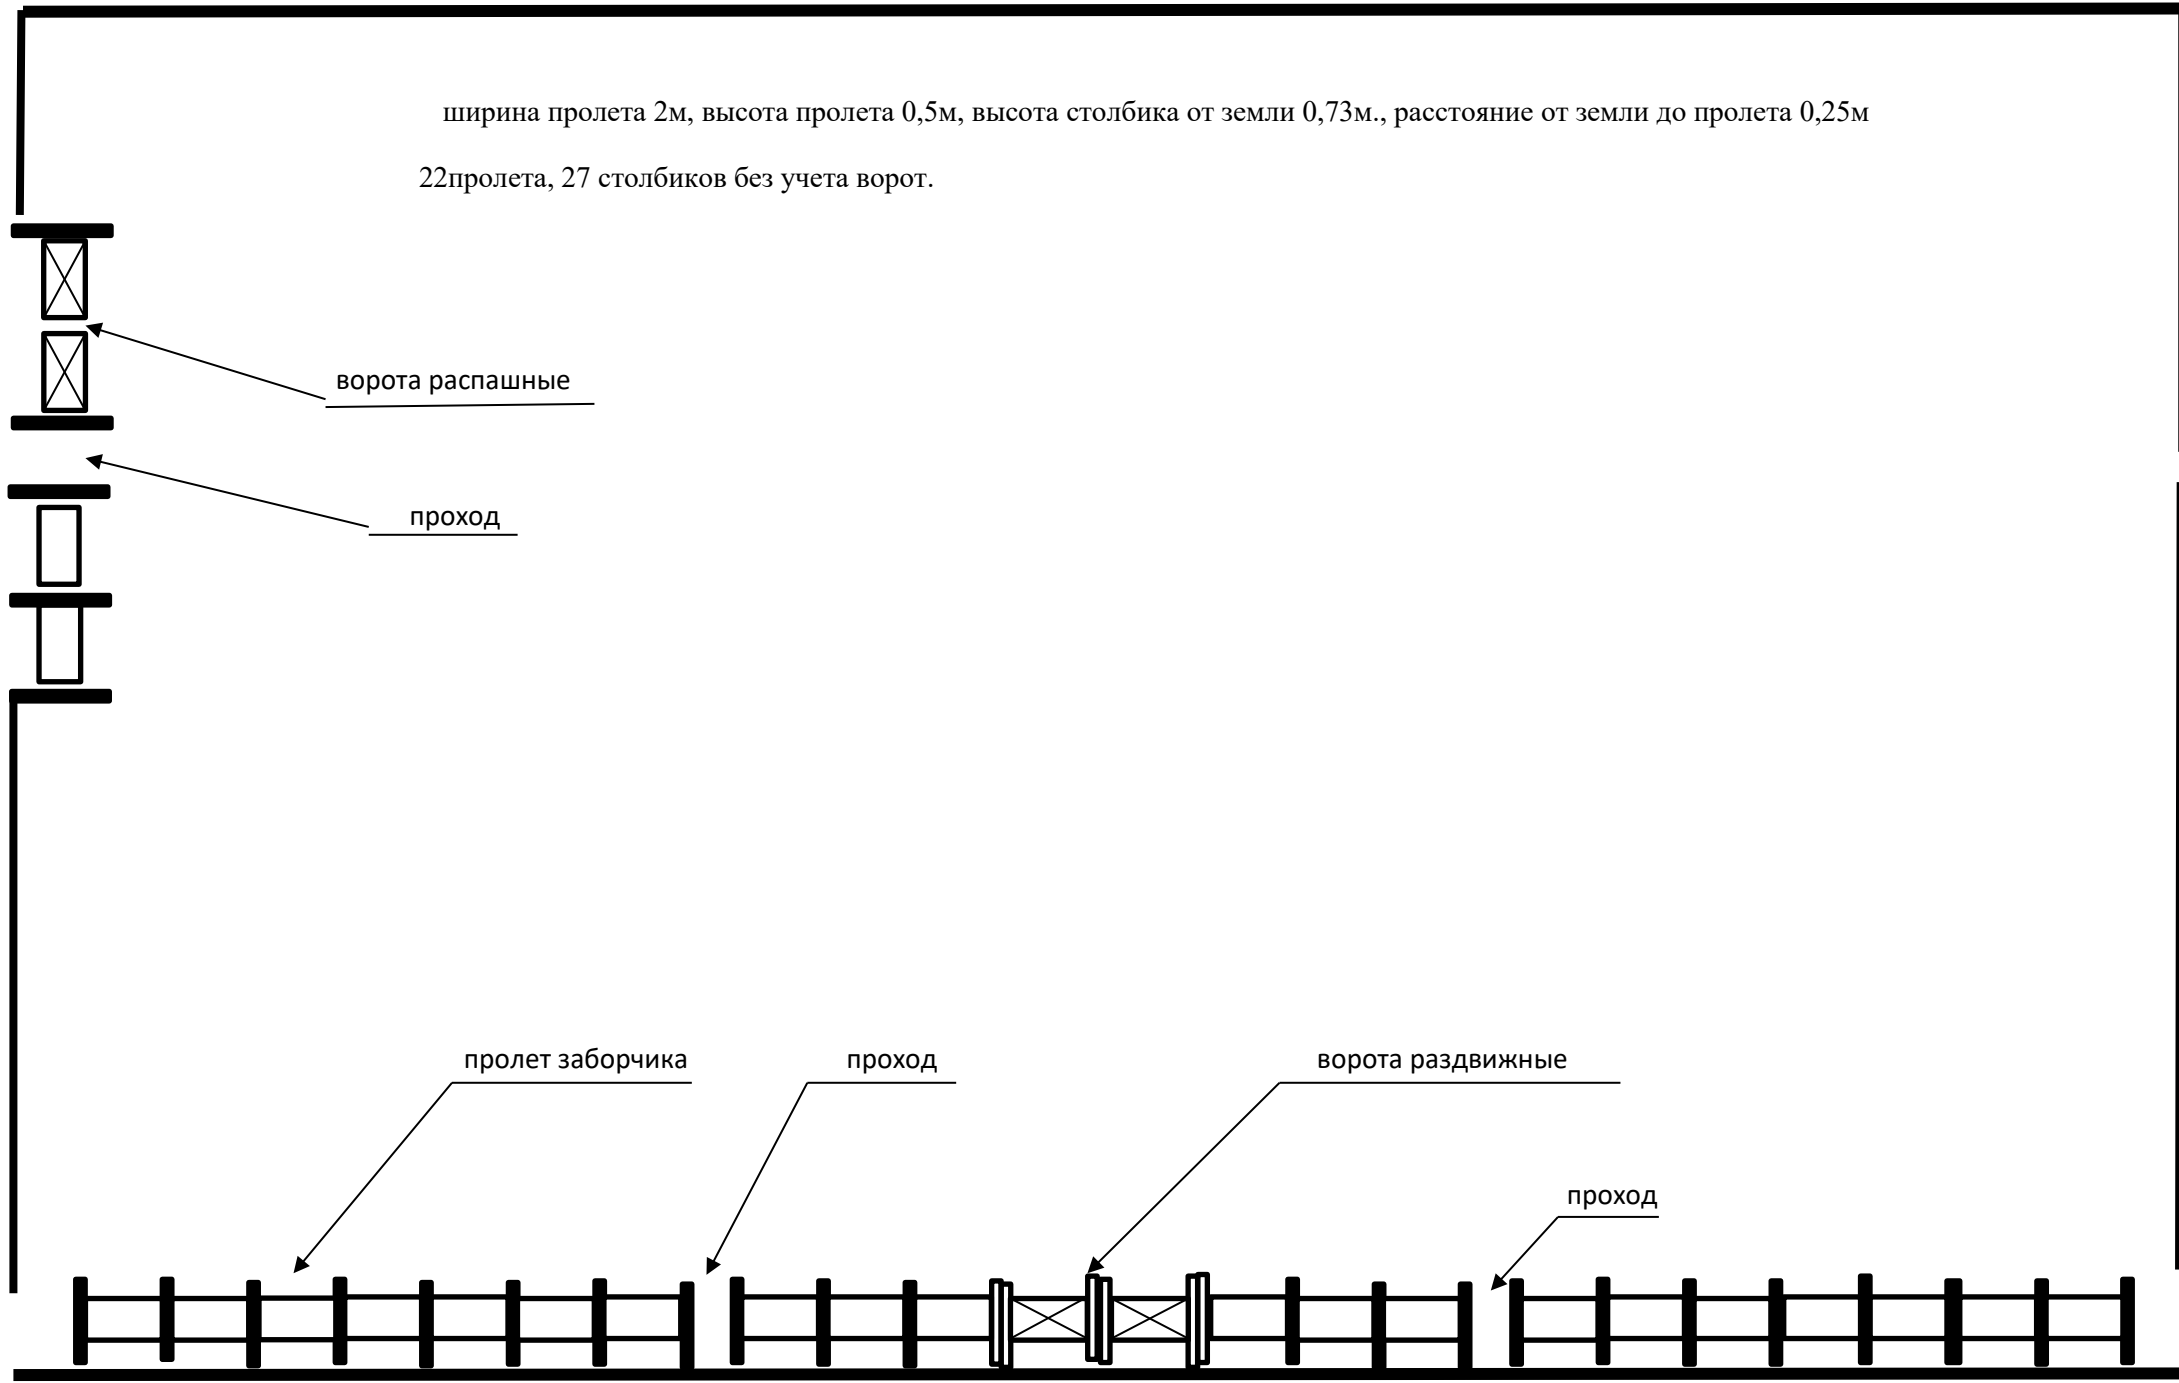 ширина пролета 2м, высота пролета 0,5м, высота столбика от земли 0,73м., расстояние от земли до пролета 0,25м
22пролета, 27 столбиков без учета ворот.
ворота распашные
проход
пролет заборчика
проход
ворота раздвижные
проход